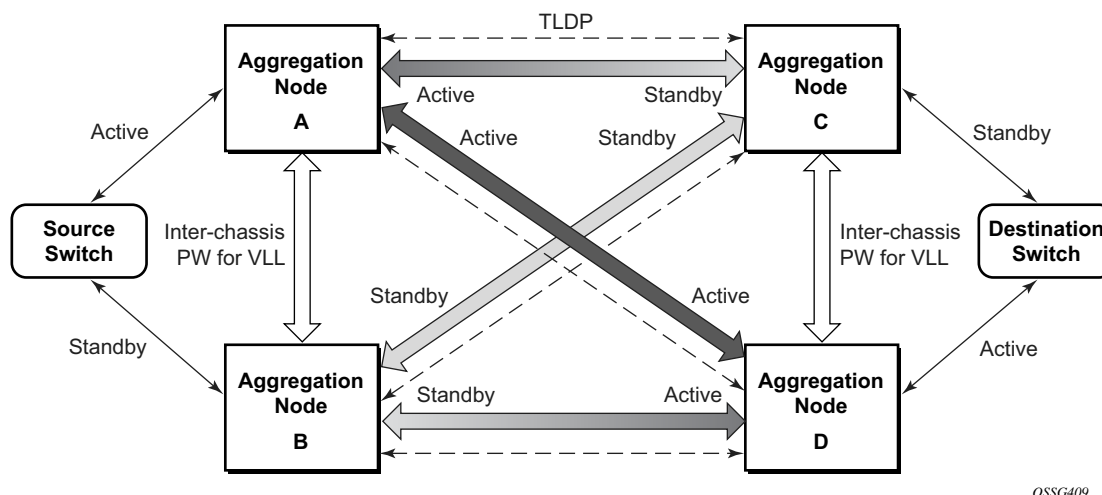 TLDP
Aggregation
Node
A
Aggregation
Node
C
Active
Standby
Active
Standby
Active
Standby
Source
Switch
Inter-chassis
PW for VLL
Inter-chassis
PW for VLL
Destination
Switch
Standby
Active
Standby
Active
Aggregation
Node
B
Standby
Active
Aggregation
Node
D
OSSG409